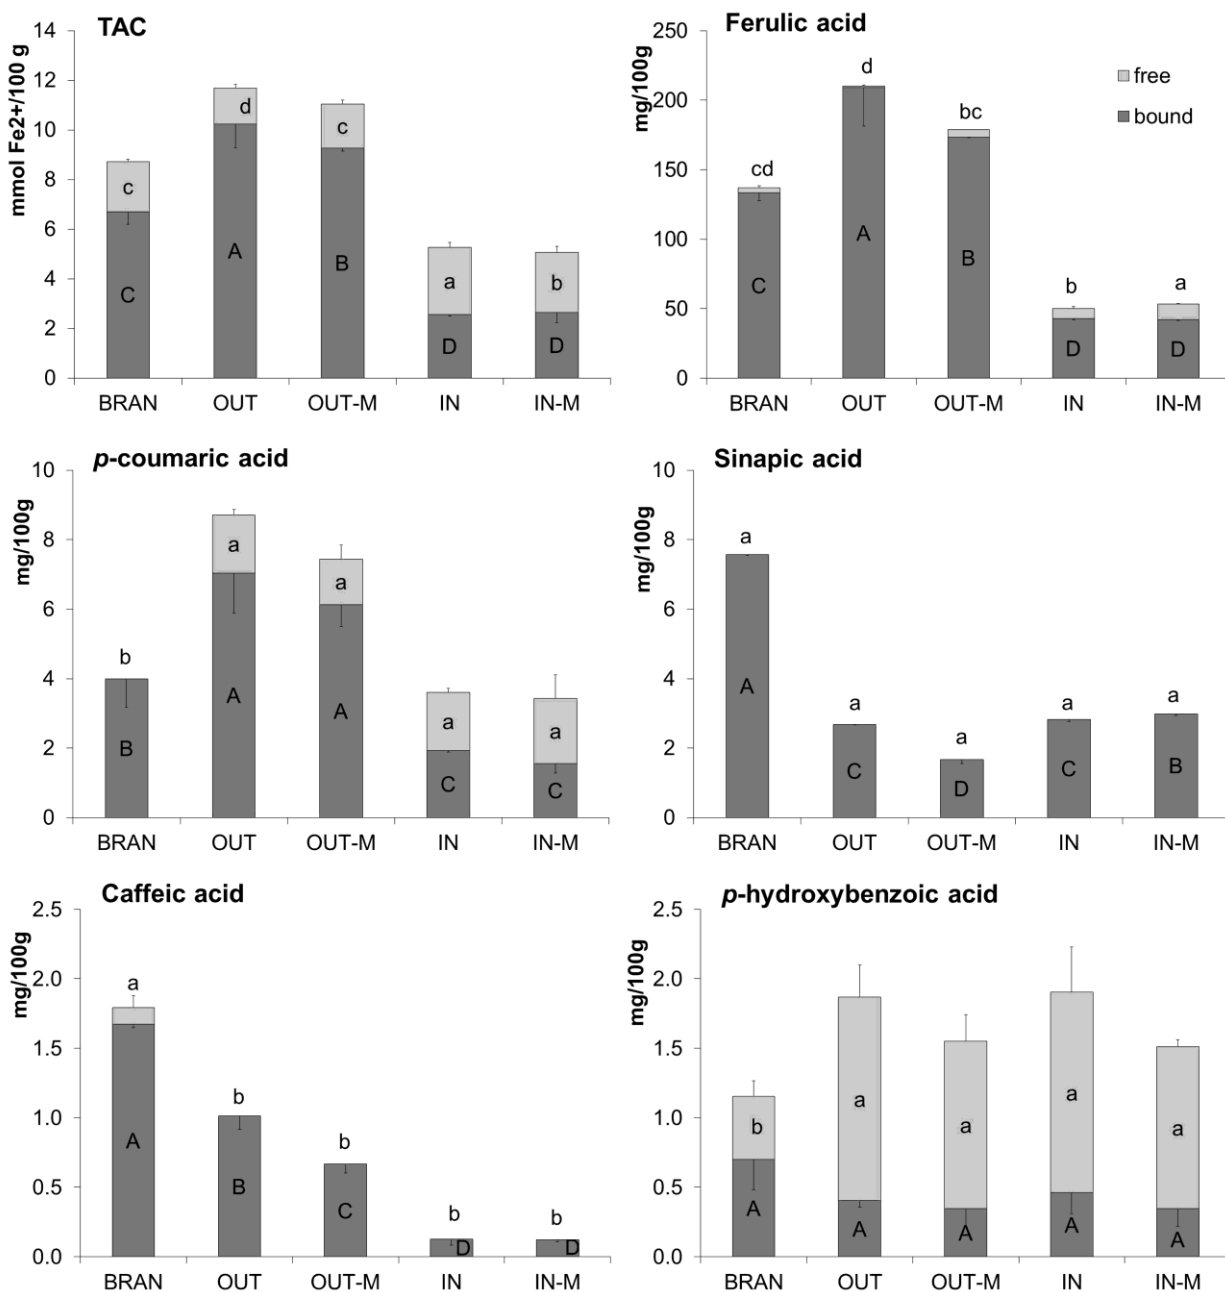 TAC
mmol Fe2+/100 g
14
12
10
8
6
4
2
0
c
C
d
A
c
B
a
D
b
D
BRAN OUT OUT-M IN IN-M
Ferulic acid
mg/100g
250
200
150
100
50
0
free
bound
cd
C
d
A
bc
B
b
D
a
D
BRAN OUT OUT-M IN IN-M
p-coumaric acid
mg/100g
10
8
6
4
2
0
b
B
a
A
a
A
a
C
a
C
BRAN OUT OUT-M IN IN-M
Sinapic acid
mg/100g
10
8
6
4
2
0
a
A
a
C
a
D
a
C
a
B
BRAN OUT OUT-M IN IN-M
Caffeic acid
mg/100g
2.5
2.0
1.5
1.0
0.5
0.0
a
A
b
B
b
C
b
D
b
D
BRAN OUT OUT-M IN IN-M
p-hydroxybenzoic acid
mg/100g
2.5
2.0
1.5
1.0
0.5
0.0
b
A
a
A
a
A
a
A
a
A
BRAN OUT OUT-M IN IN-M